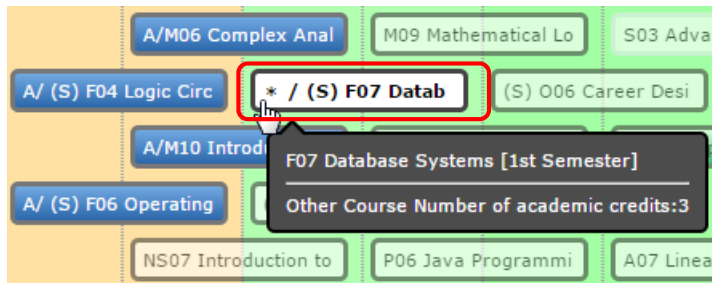 A/M06 Complex Anal
M09 Mathematical Lo
S03 Adva
A/ (S) F04 Logic Circ
* / (S) F07 Datab
(S) O06 Career Desi
A/M10 Introdu
F07 Database Systems [1st Semester]
A/ (S) F06 Operating
Other Course Number of academic credits:3
NS07 Introduction to
P06 Java Programmi
A07 Linea